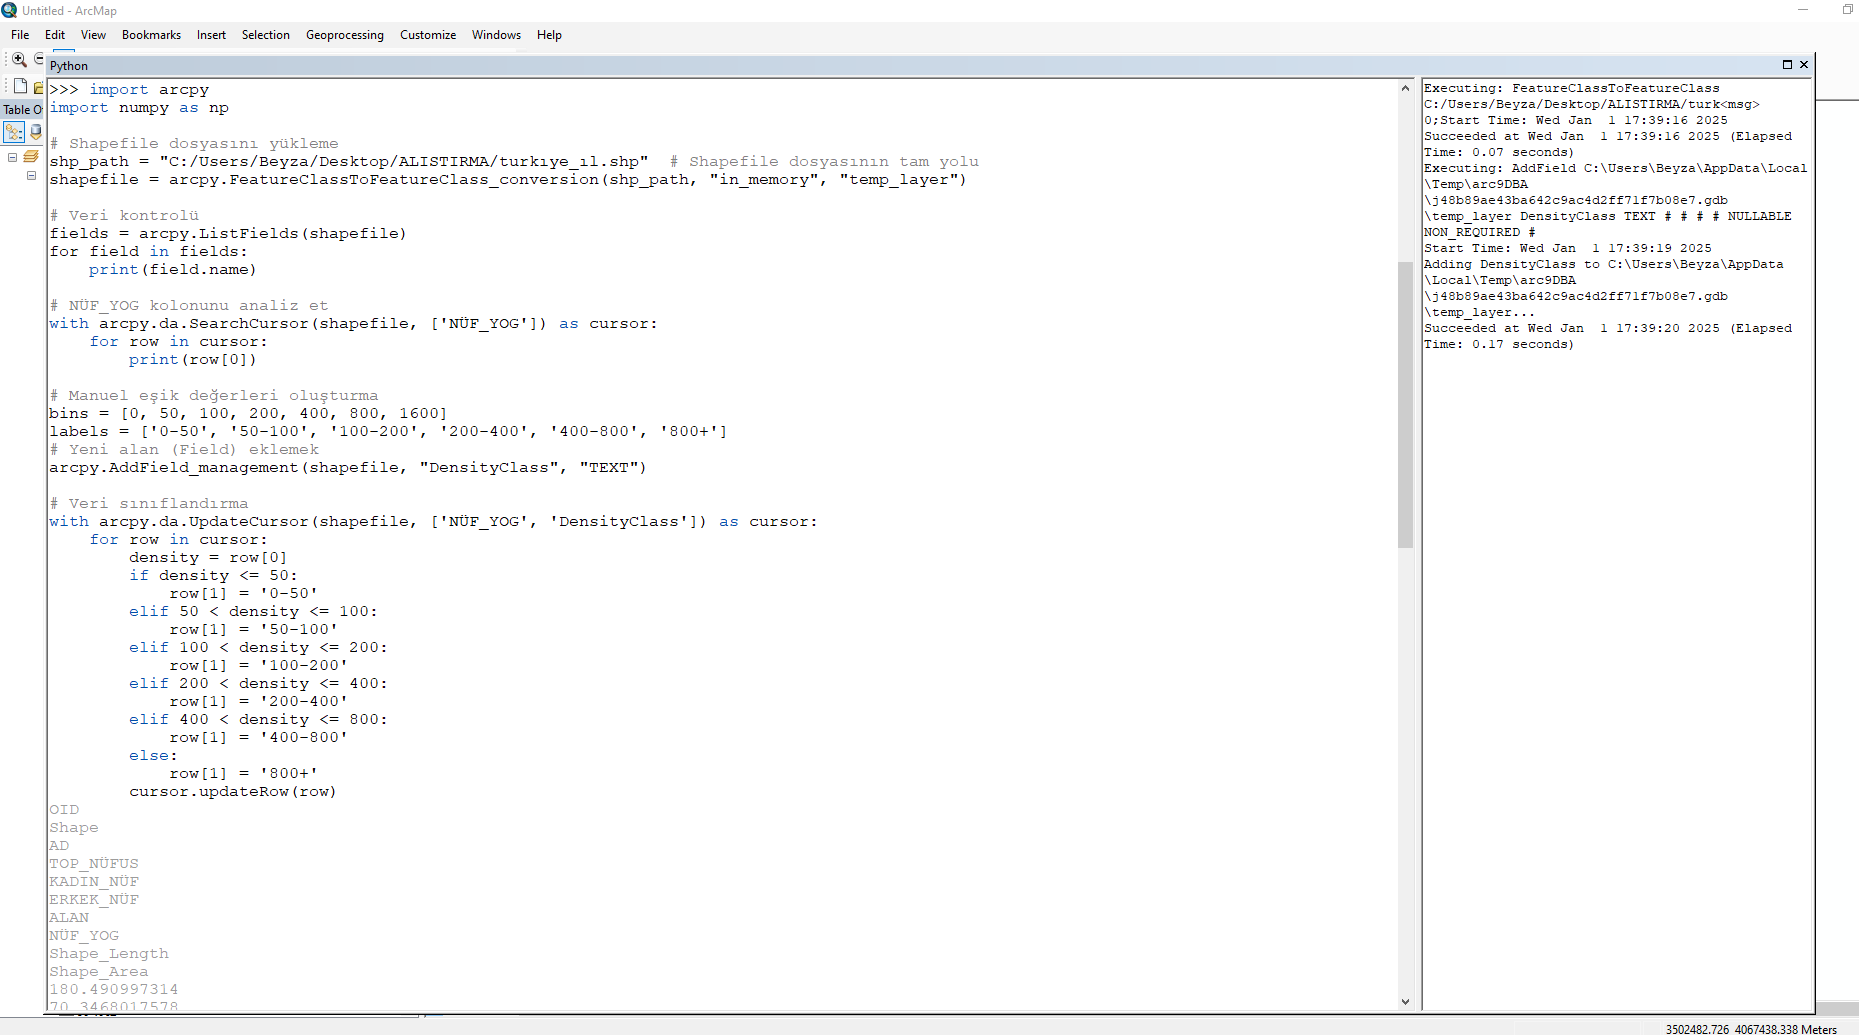 Untitled - ArcMap
File Edit View Bookmarks Insert Selection Geoprocessing Customize Windows Help
Python
Table O
>>> import arcpy
import numpy as np
# Shapefile dosyasını yükleme
shp_path = "C:/Users/Beyza/Desktop/ALISTIRMA/turkıye_ıl.shp"  # Shapefile dosyasının tam yolu
shapefile = arcpy.FeatureClassToFeatureClass_conversion(shp_path, "in_memory", "temp_layer")
# Veri kontrolü
fields = arcpy.ListFields(shapefile)
for field in fields:
    print(field.name)
# NÜF_YOG kolonunu analiz et
with arcpy.da.SearchCursor(shapefile, ['NÜF_YOG']) as cursor:
    for row in cursor:
        print(row[0])
# Manuel eşik değerleri oluşturma
bins = [0, 50, 100, 200, 400, 800, 1600]
labels = ['0-50', '50-100', '100-200', '200-400', '400-800', '800+']
# Yeni alan (Field) eklemek
arcpy.AddField_management(shapefile, "DensityClass", "TEXT")
# Veri sınıflandırma
with arcpy.da.UpdateCursor(shapefile, ['NÜF_YOG', 'DensityClass']) as cursor:
    for row in cursor:
        density = row[0]
        if density <= 50:
            row[1] = '0-50'
        elif 50 < density <= 100:
            row[1] = '50-100'
        elif 100 < density <= 200:
            row[1] = '100-200'
        elif 200 < density <= 400:
            row[1] = '200-400'
        elif 400 < density <= 800:
            row[1] = '400-800'
        else:
            row[1] = '800+'
        cursor.updateRow(row)
OID
Shape
AD
TOP_NÜFUS
KADIN_NÜF
ERKEK_NÜF
ALAN
NÜF_YOG
Shape_Length
Shape_Area
180.490997314
70.3468017578
Executing: FeatureClassToFeatureClass
C:/Users/Beyza/Desktop/ALISTIRMA/turk<msg>
0;Start Time: Wed Jan  1 17:39:16 2025
Succeeded at Wed Jan  1 17:39:16 2025 (Elapsed
Time: 0.07 seconds)
Executing: AddField C:\Users\Beyza\AppData\Local
\Temp\arc9DBA
\j48b89ae43ba642c9ac4d2ff71f7b08e7.gdb
\temp_layer DensityClass TEXT # # # # NULLABLE
NON_REQUIRED #
Start Time: Wed Jan  1 17:39:19 2025
Adding DensityClass to C:\Users\Beyza\AppData
\Local\Temp\arc9DBA
\j48b89ae43ba642c9ac4d2ff71f7b08e7.gdb
\temp_layer...
Succeeded at Wed Jan  1 17:39:20 2025 (Elapsed
Time: 0.17 seconds)
3502482.726 4067438.338 Meters